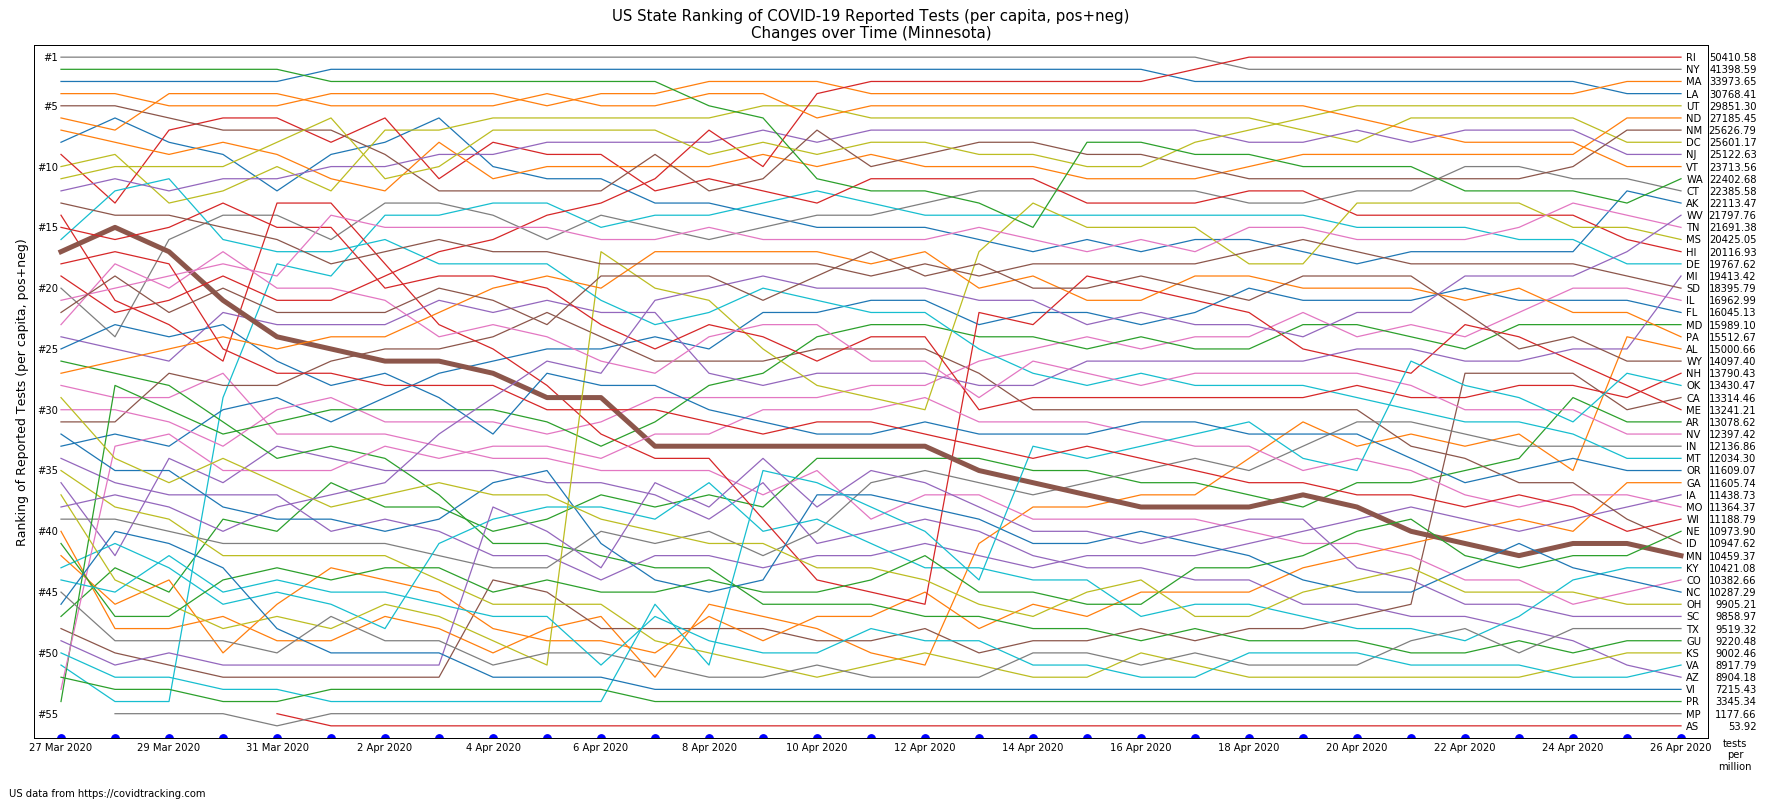 US State Ranking of COVID-19 Reported Tests (per capita, pos+neg)
Changes over Time (Minnesota)
Ranking of Reported Tests (per capita, pos+neg)
#1
#5
#10
#15
#20
#25
#30
#35
#40
#45
#50
#55
RI 50410.58
NY 41398.59
MA 33973.65
LA 30768.41
UT 29851.30
ND 27185.45
NM 25626.79
DC 25601.17
NJ 25122.63
VT 23713.56
WA 22402.68
CT 22385.58
AK 22113.47
WV 21797.76
TN 21691.38
MS 20425.05
HI 20116.93
DE 19767.62
MI 19413.42
SD 18395.79
IL 16962.99
FL 16045.13
MD 15989.10
PA 15512.67
AL 15000.66
WY 14097.40
NH 13790.43
OK 13430.47
CA 13314.46
ME 13241.21
AR 13078.62
NV 12397.42
IN 12136.86
MT 12034.30
OR 11609.07
GA 11605.74
IA 11438.73
MO 11364.37
WI 11188.79
NE 10973.90
ID 10947.62
MN 10459.37
KY 10421.08
CO 10382.66
NC 10287.29
OH 9905.21
SC 9858.97
TX 9519.32
GU 9220.48
KS 9002.46
VA 8917.79
AZ 8904.18
VI 7215.43
PR 3345.34
MP 1177.66
AS 53.92
27 Mar 2020
29 Mar 2020
31 Mar 2020
2 Apr 2020
4 Apr 2020
6 Apr 2020
8 Apr 2020
10 Apr 2020
12 Apr 2020
14 Apr 2020
16 Apr 2020
18 Apr 2020
20 Apr 2020
22 Apr 2020
24 Apr 2020
26 Apr 2020
tests
per
million
US data from https://covidtracking.com